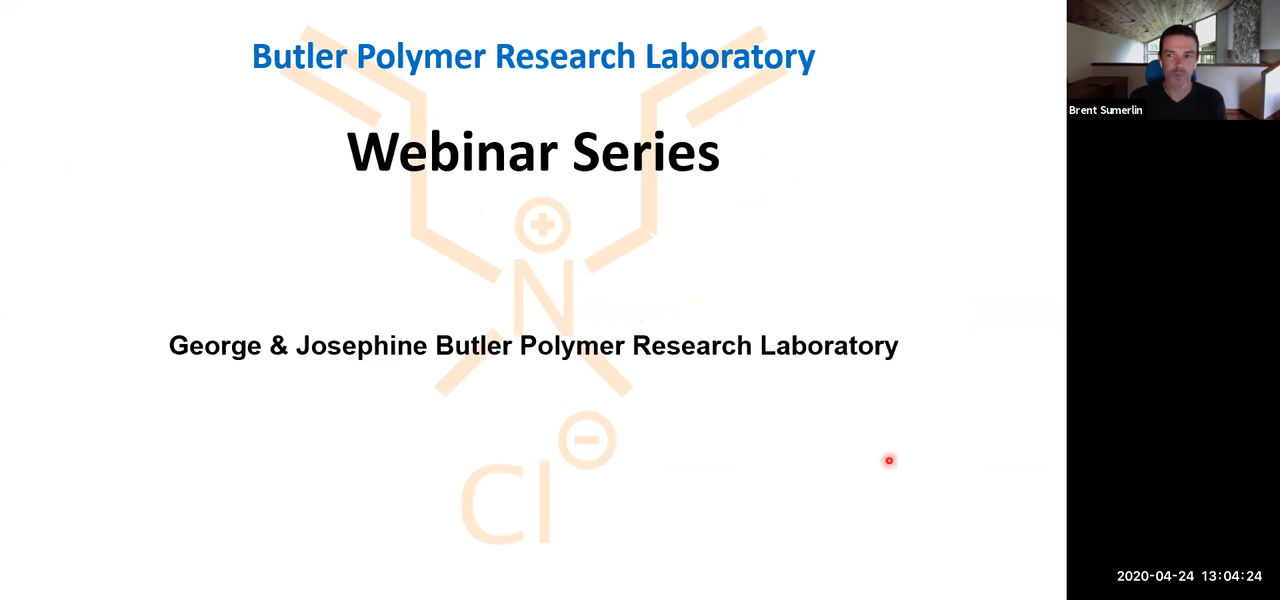 Butler Polymer Research Laboratory
Webinar Series
N
George & Josephine Butler Polymer Research Laboratory
Cl
Brent Sumerlin
2020-04-24 13:04:24